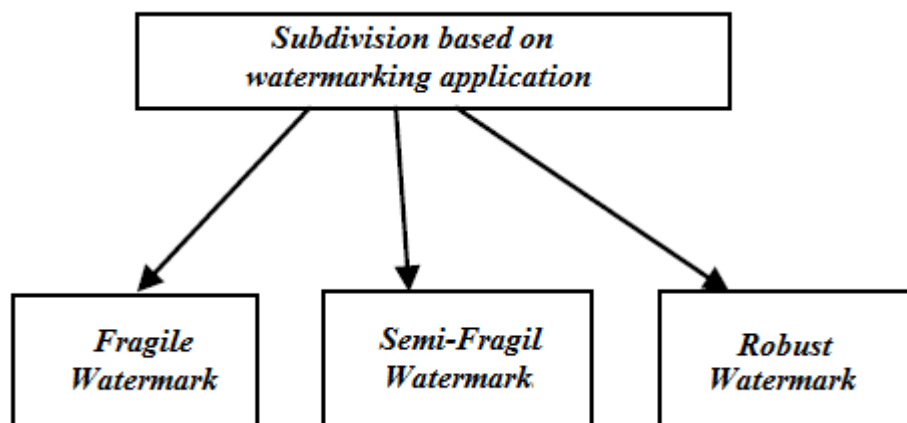 Subdivision based on
watermarking application
Fragile
Watermark
Semi-Fragil
Watermark
Robust
Watermark